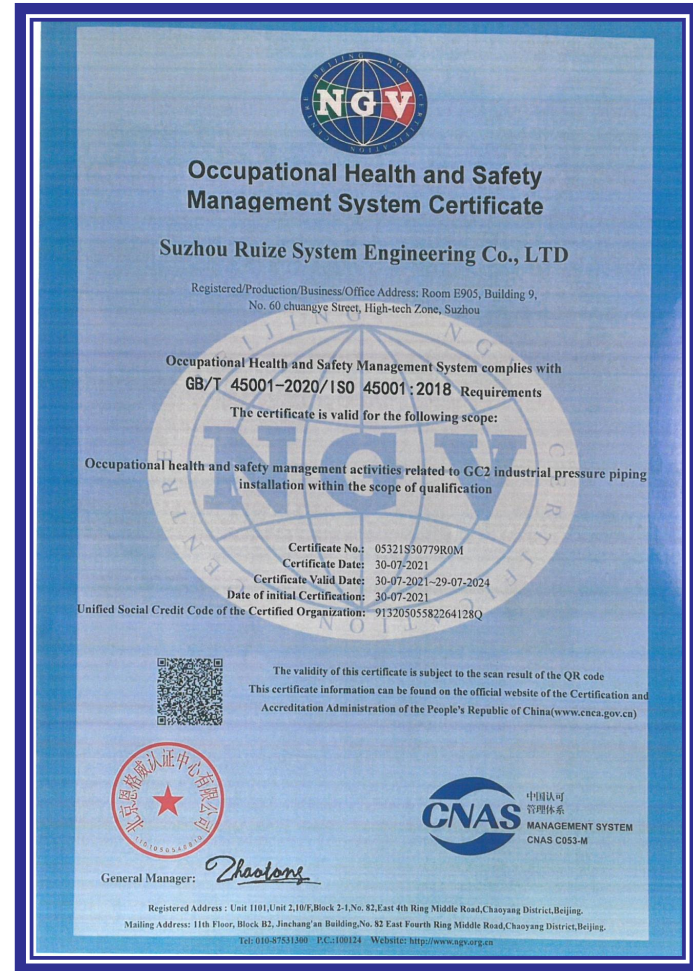 NGV
Occupational Health and Safety
Management System Certificate
Suzhou Ruize System Engineering Co., LTD
Registered/Production/Business/Office Address: Room E905, Building 9,
No. 60 chuangye Street, High-tech Zone, Suzhou
Occupational Health and Safety Management System complies with
GB/T 45001-2020/ISO 45001:2018 Requirements
The certificate is valid for the following scope:
NGV
Occupational health and safety management activities related to GC2 industrial pressure piping
installation within the scope of qualification
Certificate No.: 05321S30779R0M
Certificate Date: 30-07-2021
Certificate Valid Date: 30-07-2021~29-07-2024
Date of initial Certification: 30-07-2021
Unified Social Credit Code of the Certified Organization: 91320505582264128Q
The validity of this certificate is subject to the scan result of the QR code
This certificate information can be found on the official website of the Certification and
Accreditation Administration of the People's Republic of China(www.cnca.gov.cn)
北京恩格威认证中心有限公司
CNAS
中国认可
管理体系
MANAGEMENT SYSTEM
CNAS C053-M
General Manager: Zhaotong
Registered Address : Unit 1101,Unit 2,10/F,Block 2-1,No. 82,East 4th Ring Middle Road,Chaoyang District,Beijing.
Mailing Address: 11th Floor, Block B2, Jinchang'an Building,No. 82 East Fourth Ring Middle Road,Chaoyang District,Beijing.
Tel: 010-87531300 P.C.:100124 Website: http://www.ngv.org.cn